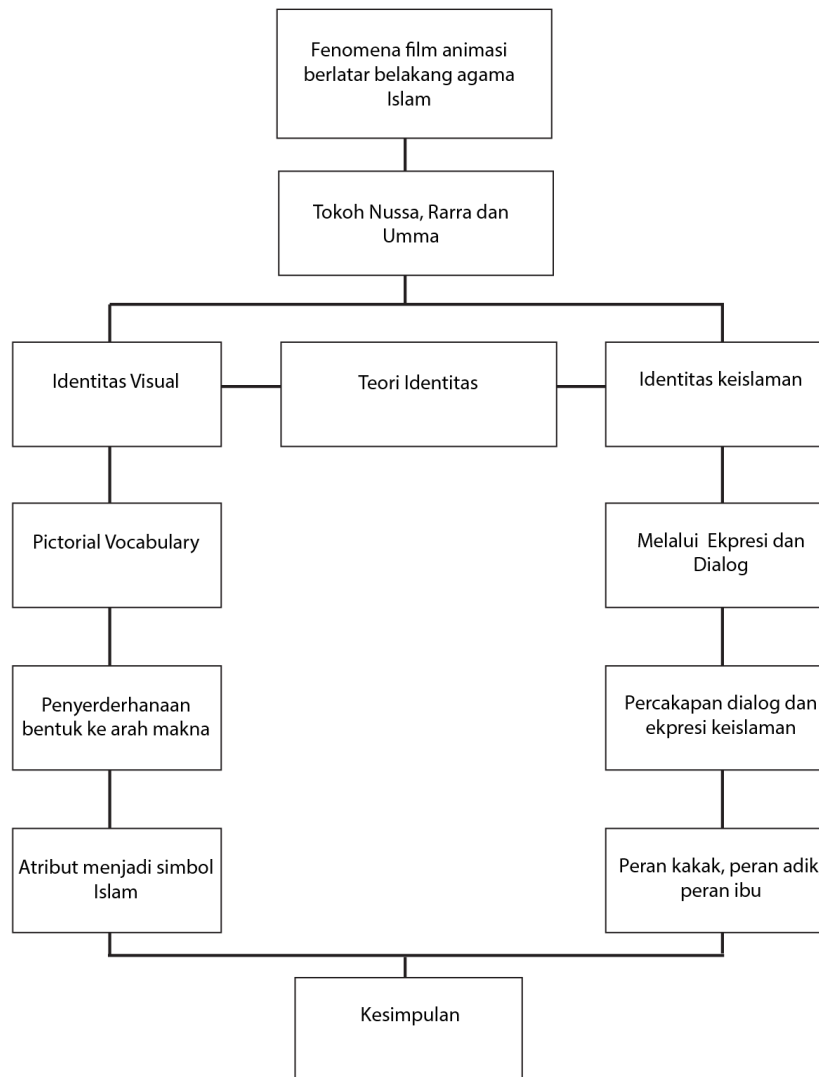 Fenomena film animasi
berlatar belakang agama
Islam
Tokoh Nussa, Rarra dan
Umma
Identitas Visual
Teori Identitas
Identitas keislaman
Pictorial Vocabulary
Melalui Ekpresi dan
Dialog
Penyerderhanaan
bentuk ke arah makna
Percakapan dialog dan
ekpresi keislaman
Atribut menjadi simbol
Islam
Peran kakak, peran adik
peran ibu
Kesimpulan